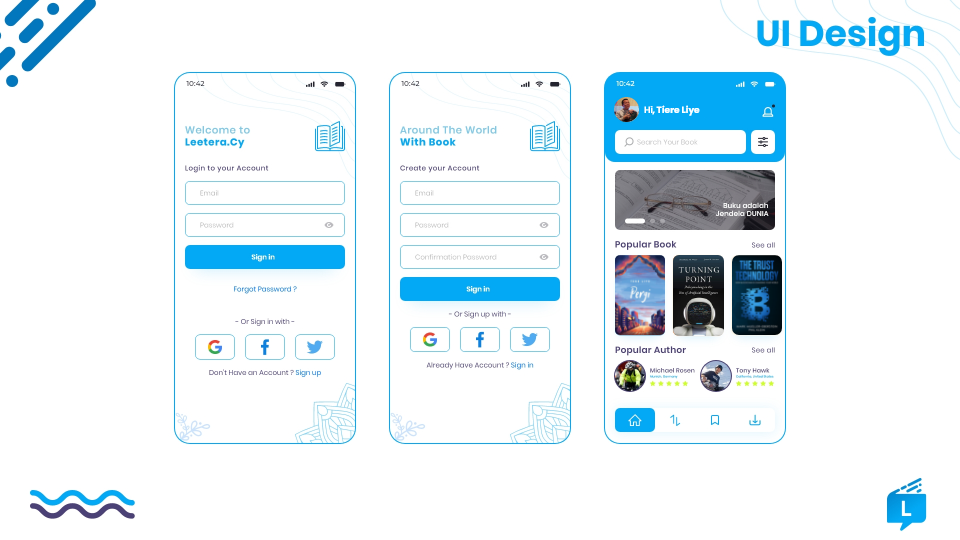 UI Design
10:42
Welcome to
Leetera.Cy
Login to your Account
Email
Password
Sign in
Forgot Password ?
- Or Sign in with -
G
f
Don't Have an Account ? Sign up
10:42
Around The World
With Book
Create your Account
Email
Password
Confirmation Password
Sign in
- Or Sign up with -
G
f
Already Have Account ? Sign in
10:42
Hi, Tiere Liye
Search Your Book
Buku adalah
Jendela DUNIA
Popular Book
See all
Pergi
TURNING
POINT
THE TRUST
TECHNOLOGY
Popular Author
See all
Michael Rosen
Tony Hawk
L